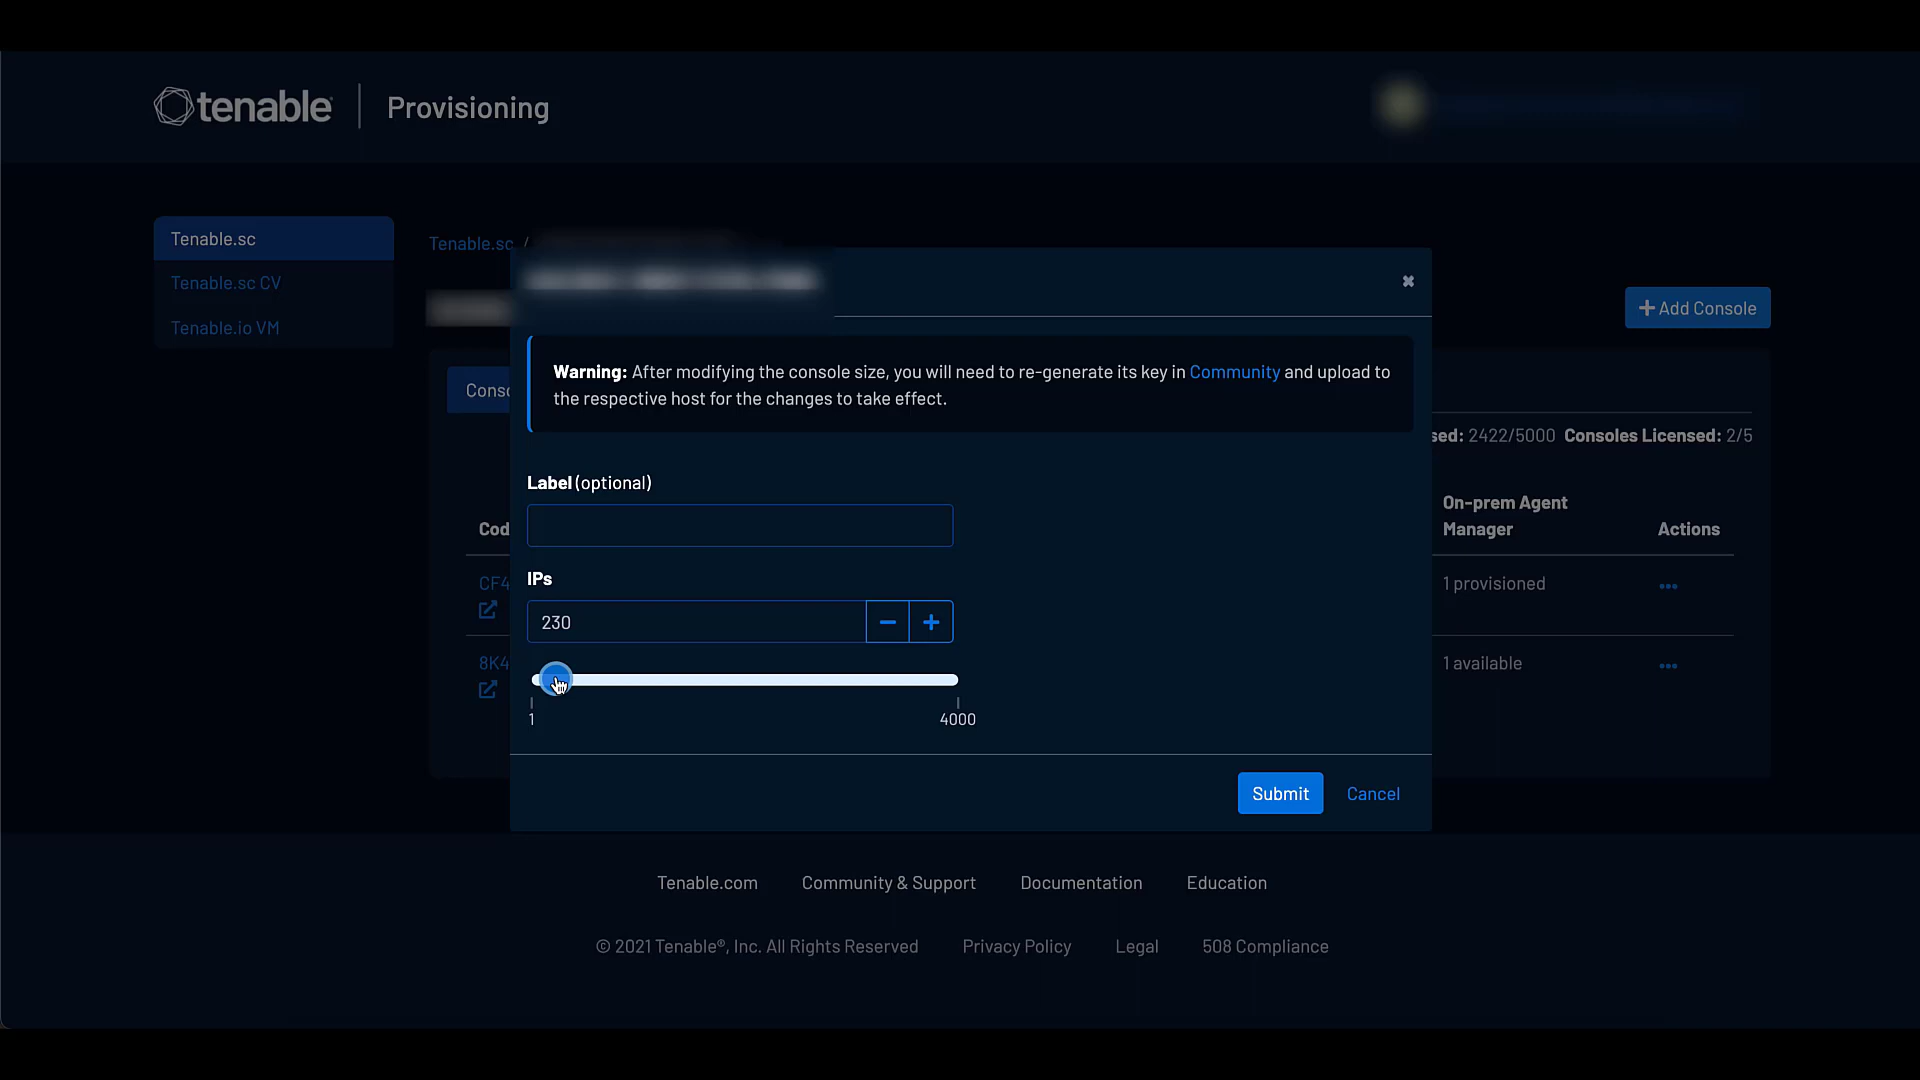 tenable
Provisioning
Tenable.sc
Tenable.sc CV
Tenable.io VM
Tenable.sc /
+ Add Console
Warning: After modifying the console size, you will need to re-generate its key in Community and upload to
the respective host for the changes to take effect.
sed: 2422/5000 Consoles Licensed: 2/5
Label (optional)
On-prem Agent
Manager
Actions
IPs
230
1 provisioned
1 available
1
4000
Submit
Cancel
Tenable.com
Community & Support
Documentation
Education
© 2021 Tenable®, Inc. All Rights Reserved
Privacy Policy
Legal
508 Compliance